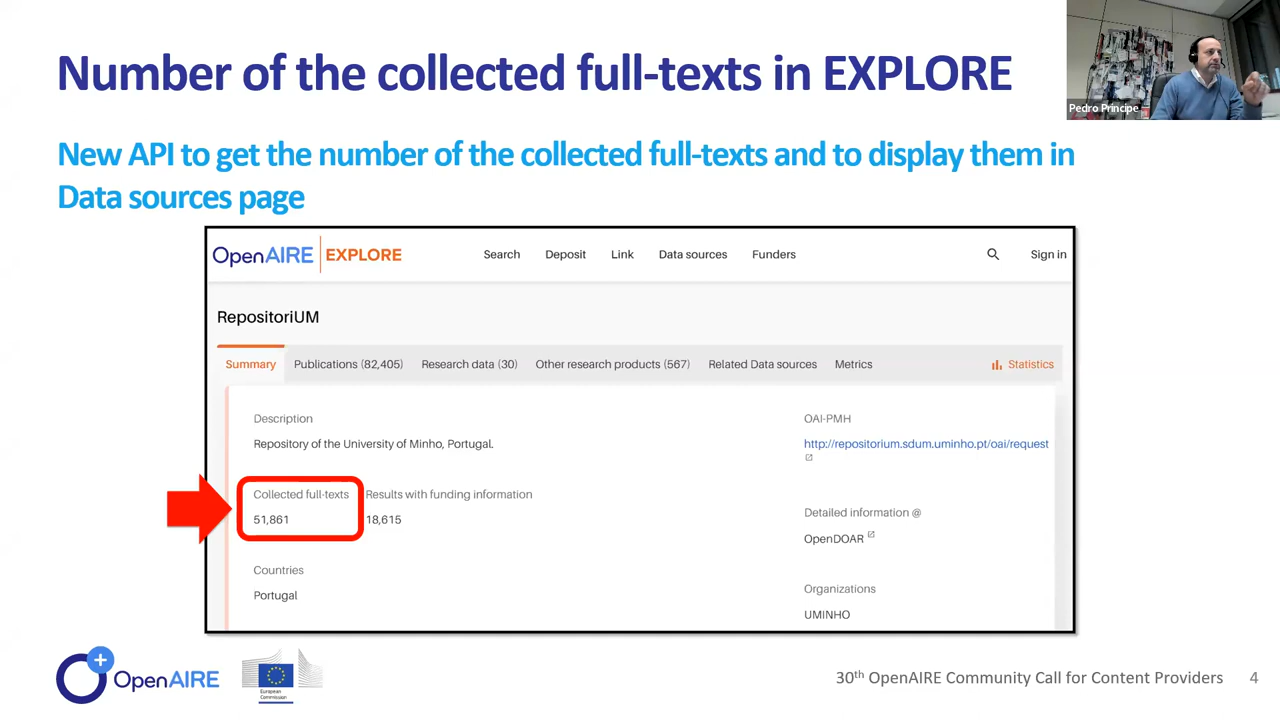 Number of the collected full-texts in EXPLORE
Pedro Príncipe
New API to get the number of the collected full-texts and to display them in
Data sources page
OpenAIRE EXPLORE
Search Deposit Link Data sources Funders Sign in
RepositoriUM
Summary Publications (82,405) Research data (30) Other research products (567) Related Data sources Metrics Statistics
Description
Repository of the University of Minho, Portugal.
OAI-PMH
http://repositorium.sdum.uminho.pt/oai/request
Collected full-texts Results with funding information
51,861 18,615
Detailed information @
OpenDOAR
Countries
Portugal
Organizations
UMINHO
OpenAIRE
European
Commission
30th OpenAIRE Community Call for Content Providers 4